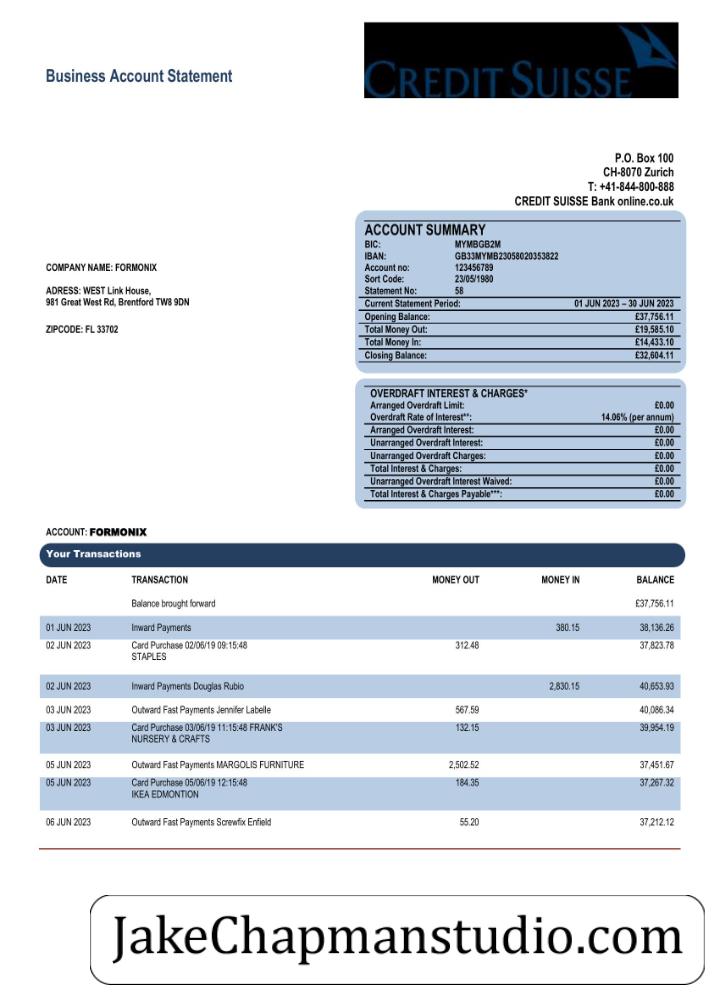 Business Account Statement
CREDIT SUISSE
P.O. Box 100
CH-8070 Zurich
T: +41-844-800-888
CREDIT SUISSE Bank online.co.uk
COMPANY NAME: FORMONIX
ADRESS: WEST Link House,
981 Great West Rd, Brentford TW8 9DN
ZIPCODE: FL 33702
ACCOUNT SUMMARY
BIC: MYMBGB2M
IBAN: GB33MYMB23058020353822
Account no: 123456789
Sort Code: 23/05/1980
Statement No: 58
Current Statement Period: 01 JUN 2023 – 30 JUN 2023
Opening Balance: £37,756.11
Total Money Out: £19,585.10
Total Money In: £14,433.10
Closing Balance: £32,604.11
OVERDRAFT INTEREST & CHARGES*
Arranged Overdraft Limit: £0.00
Overdraft Rate of Interest**: 14.06% (per annum)
Arranged Overdraft Interest: £0.00
Unarranged Overdraft Interest: £0.00
Unarranged Overdraft Charges: £0.00
Total Interest & Charges: £0.00
Unarranged Overdraft Interest Waived: £0.00
Total Interest & Charges Payable***: £0.00
ACCOUNT: FORMONIX
Your Transactions
DATE TRANSACTION MONEY OUT MONEY IN BALANCE
Balance brought forward £37,756.11
01 JUN 2023 Inward Payments 380.15 38,136.26
02 JUN 2023 Card Purchase 02/06/19 09:15:48 312.48 37,823.78
STAPLES
02 JUN 2023 Inward Payments Douglas Rubio 2,830.15 40,653.93
03 JUN 2023 Outward Fast Payments Jennifer Labelle 567.59 40,086.34
03 JUN 2023 Card Purchase 03/06/19 11:15:48 FRANK'S 132.15 39,954.19
NURSERY & CRAFTS
05 JUN 2023 Outward Fast Payments MARGOLIS FURNITURE 2,502.52 37,451.67
05 JUN 2023 Card Purchase 05/06/19 12:15:48 184.35 37,267.32
IKEA EDMONTION
06 JUN 2023 Outward Fast Payments Screwfix Enfield 55.20 37,212.12
JakeChapmanstudio.com